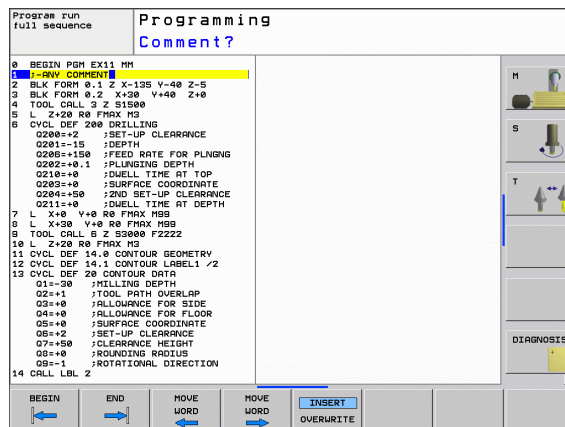 Program run
full sequence
Programming
Comment?
0 BEGIN PGM EX11 MM
1 ;-ANY COMMENT
2 BLK FORM 0.1 Z X-135 Y-40 Z-5
3 BLK FORM 0.2 X+30 Y+40 Z+0
4 TOOL CALL 3 Z S1500
5 L Z+20 R0 FMAX M3
6 CYCL DEF 200 DRILLING
Q200=+2 ;SET-UP CLEARANCE
Q201=-15 ;DEPTH
Q206=+150 ;FEED RATE FOR PLNGNG
Q202=+0.1 ;PLUNGING DEPTH
Q210=+0 ;DWELL TIME AT TOP
Q203=+0 ;SURFACE COORDINATE
Q204=+50 ;2ND SET-UP CLEARANCE
Q211=+0 ;DWELL TIME AT DEPTH
7 L X+0 Y+0 R0 FMAX M99
8 L X+30 Y+0 R0 FMAX M99
9 TOOL CALL 6 Z S3000 F2222
10 L Z+20 R0 FMAX M3
11 CYCL DEF 14.0 CONTOUR GEOMETRY
12 CYCL DEF 14.1 CONTOUR LABEL1 /2
13 CYCL DEF 20 CONTOUR DATA
Q1=-30 ;MILLING DEPTH
Q2=+1 ;TOOL PATH OVERLAP
Q3=+0 ;ALLOWANCE FOR SIDE
Q4=+0 ;ALLOWANCE FOR FLOOR
Q5=+0 ;SURFACE COORDINATE
Q6=+2 ;SET-UP CLEARANCE
Q7=+50 ;CLEARANCE HEIGHT
Q8=+0 ;ROUNDING RADIUS
Q9=-1 ;ROTATIONAL DIRECTION
14 CALL LBL 2
M
S
T
DIAGNOSIS
BEGIN
END
MOVE
WORD
MOVE
WORD
INSERT
OVERWRITE